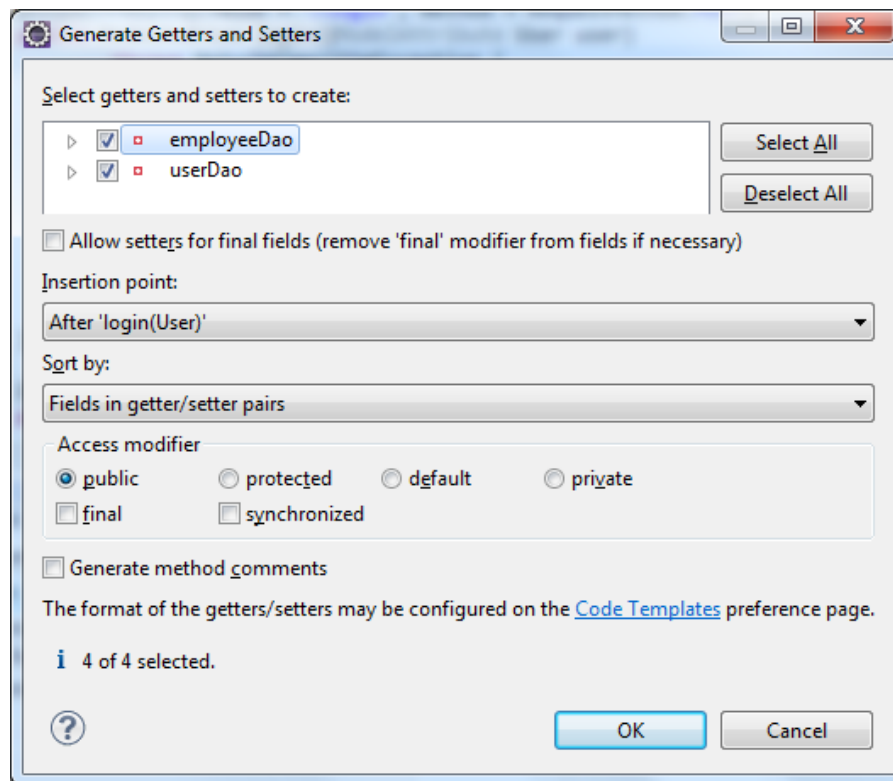 Generate Getters and Setters
Select getters and setters to create:
employeeDao
userDao
Select All
Deselect All
Allow setters for final fields (remove 'final' modifier from fields if necessary)
Insertion point:
After 'login(User)'
Sort by:
Fields in getter/setter pairs
Access modifier
public protected default private
final synchronized
Generate method comments
The format of the getters/setters may be configured on the Code Templates preference page.
4 of 4 selected.
OK Cancel